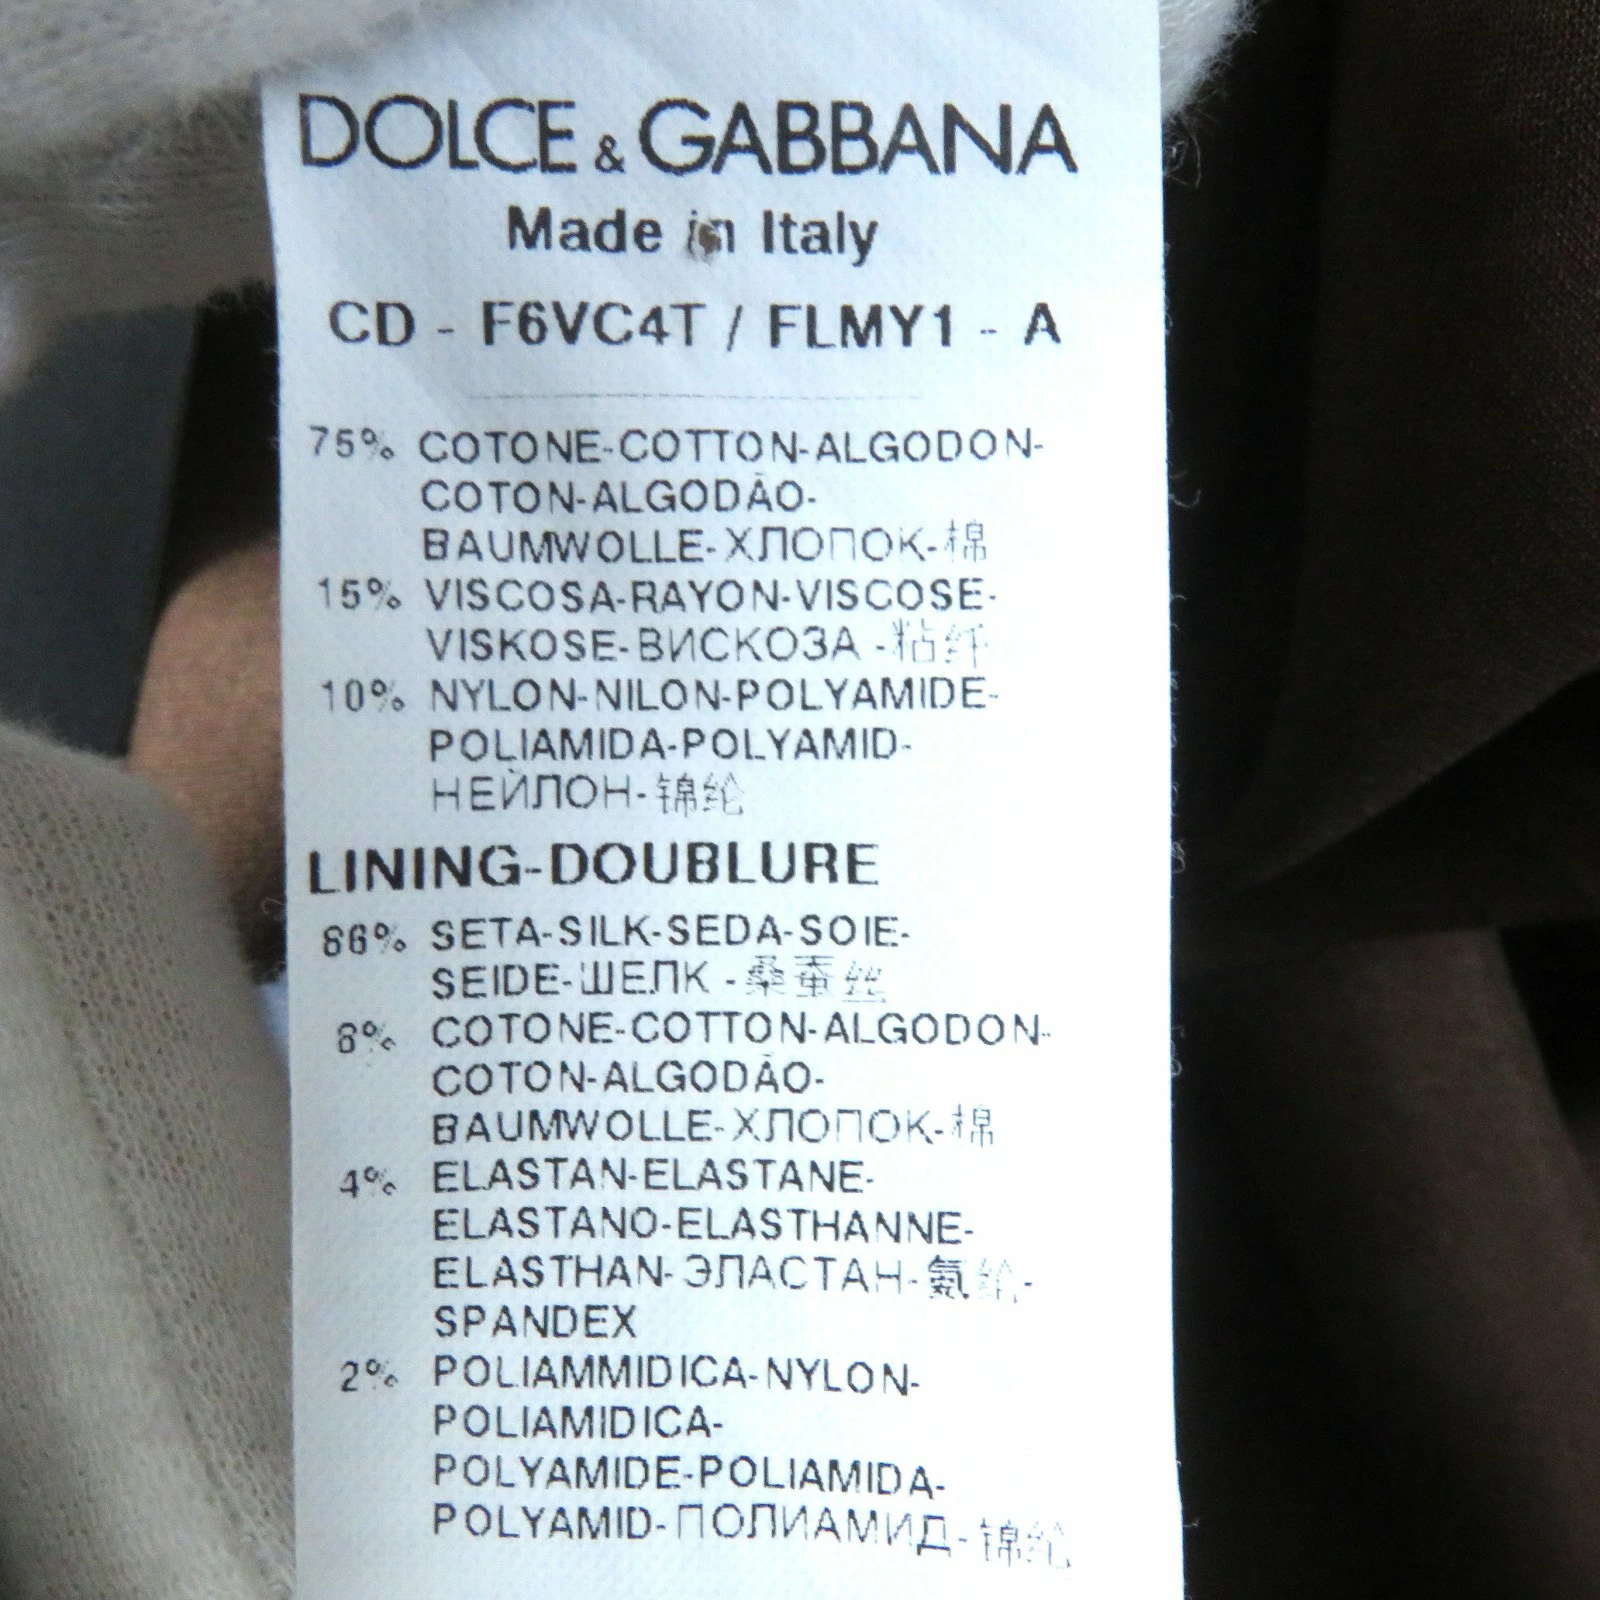 DOLCE & GABBANA
Made in Italy
CD - F6VC4T / FLMY1 - A
75% COTONE-COTTON-ALGODON-
COTON-ALGODÃO-
BAUMWOLLE-ХЛОПОК-棉
15% VISCOSA-RAYON-VISCOSE-
VISKOSE-ВИСКОЗА -粘纤
10% NYLON-NILON-POLYAMIDE-
POLIAMIDA-POLYAMID-
НЕЙЛОН-锦纶
LINING-DOUBLURE
86% SETA-SILK-SEDA-SOIE-
SEIDE-ШЕЛК -桑蚕丝
8% COTONE-COTTON-ALGODON-
COTON-ALGODÃO-
BAUMWOLLE-ХЛОПОК-棉
4% ELASTAN-ELASTANE-
ELASTANO-ELASTHANNE-
ELASTHAN-ЭЛАСТАН-氨纶-
SPANDEX
2% POLIAMMIDICA-NYLON-
POLIAMIDICA-
POLYAMIDE-POLIAMIDA-
POLYAMID-ПОЛИАМИД-锦纶